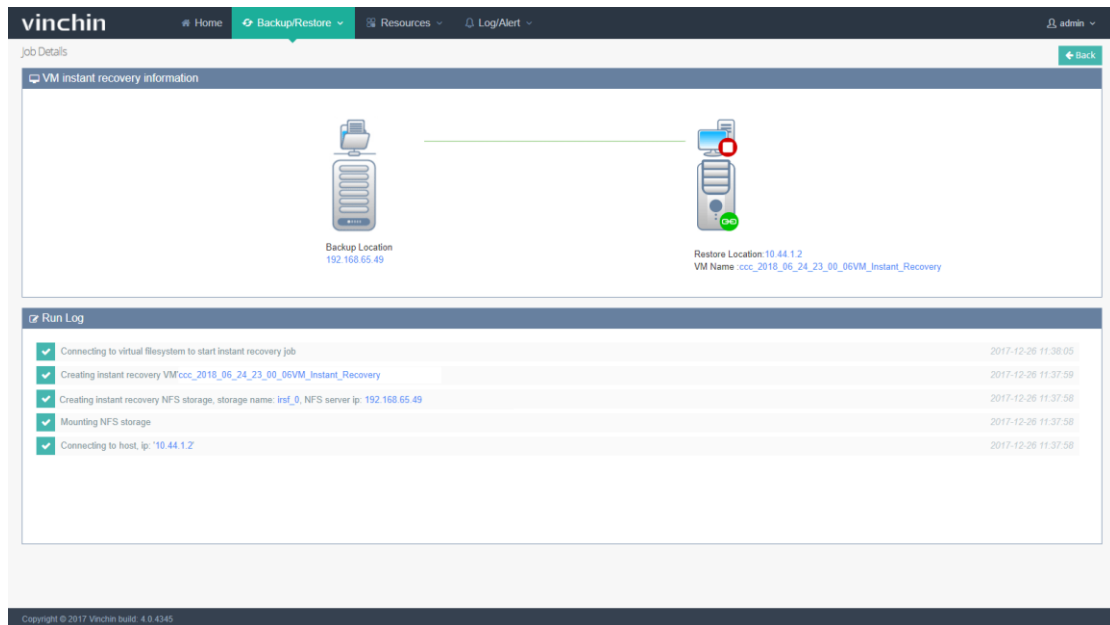 vinchin Home Backup/Restore Resources Log/Alert admin
Job Details Back
VM instant recovery information
Backup Location
192.168.65.49
Restore Location:10.44.1.2
VM Name :ccc_2018_06_24_23_00_06VM_Instant_Recovery
Run Log
Connecting to virtual filesystem to start instant recovery job 2017-12-26 11:38:05
Creating instant recovery VM'ccc_2018_06_24_23_00_06VM_Instant_Recovery 2017-12-26 11:37:59
Creating instant recovery NFS storage, storage name: irsf_0, NFS server ip: 192.168.65.49 2017-12-26 11:37:58
Mounting NFS storage 2017-12-26 11:37:58
Connecting to host, ip: '10.44.1.2' 2017-12-26 11:37:58
Copyright © 2017 Vinchin build: 4.0.4345